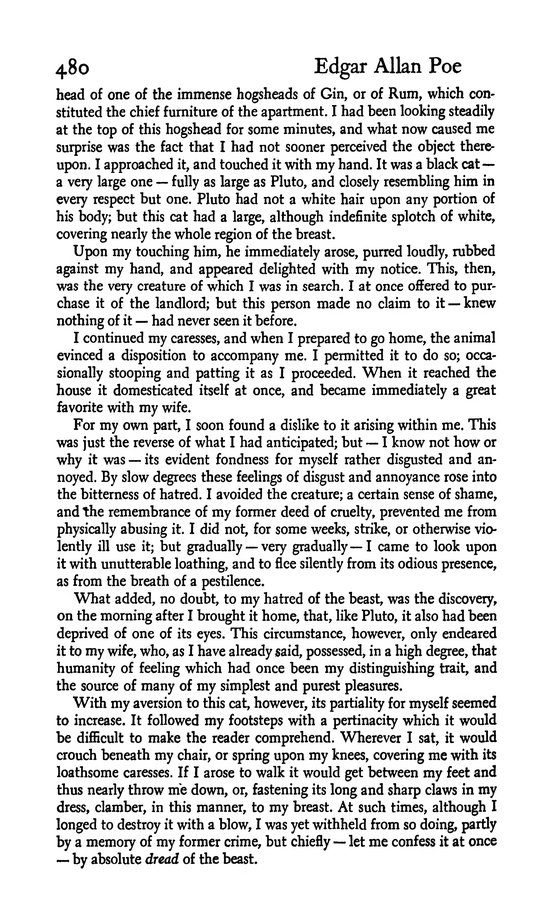 480 Edgar Allan Poe
head of one of the immense hogsheads of Gin, or of Rum, which con-
stituted the chief furniture of the apartment. I had been looking steadily
at the top of this hogshead for some minutes, and what now caused me
surprise was the fact that I had not sooner perceived the object there-
upon. I approached it, and touched it with my hand. It was a black cat —
a very large one — fully as large as Pluto, and closely resembling him in
every respect but one. Pluto had not a white hair upon any portion of
his body; but this cat had a large, although indefinite splotch of white,
covering nearly the whole region of the breast.
Upon my touching him, he immediately arose, purred loudly, rubbed
against my hand, and appeared delighted with my notice. This, then,
was the very creature of which I was in search. I at once offered to pur-
chase it of the landlord; but this person made no claim to it — knew
nothing of it — had never seen it before.
I continued my caresses, and when I prepared to go home, the animal
evinced a disposition to accompany me. I permitted it to do so; occa-
sionally stooping and patting it as I proceeded. When it reached the
house it domesticated itself at once, and became immediately a great
favorite with my wife.
For my own part, I soon found a dislike to it arising within me. This
was just the reverse of what I had anticipated; but — I know not how or
why it was — its evident fondness for myself rather disgusted and an-
noyed. By slow degrees these feelings of disgust and annoyance rose into
the bitterness of hatred. I avoided the creature; a certain sense of shame,
and the remembrance of my former deed of cruelty, prevented me from
physically abusing it. I did not, for some weeks, strike, or otherwise vio-
lently ill use it; but gradually — very gradually — I came to look upon
it with unutterable loathing, and to flee silently from its odious presence,
as from the breath of a pestilence.
What added, no doubt, to my hatred of the beast, was the discovery,
on the morning after I brought it home, that, like Pluto, it also had been
deprived of one of its eyes. This circumstance, however, only endeared
it to my wife, who, as I have already said, possessed, in a high degree, that
humanity of feeling which had once been my distinguishing trait, and
the source of many of my simplest and purest pleasures.
With my aversion to this cat, however, its partiality for myself seemed
to increase. It followed my footsteps with a pertinacity which it would
be difficult to make the reader comprehend. Wherever I sat, it would
crouch beneath my chair, or spring upon my knees, covering me with its
loathsome caresses. If I arose to walk it would get between my feet and
thus nearly throw me down, or, fastening its long and sharp claws in my
dress, clamber, in this manner, to my breast. At such times, although I
longed to destroy it with a blow, I was yet withheld from so doing, partly
by a memory of my former crime, but chiefly — let me confess it at once
— by absolute dread of the beast.